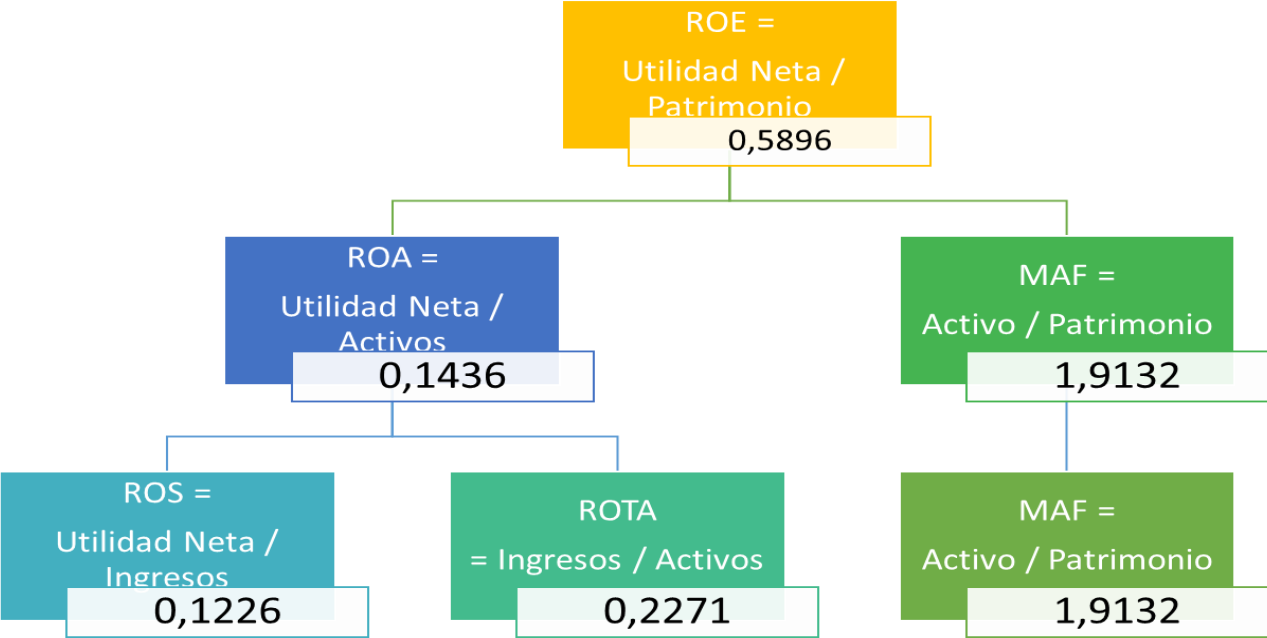 ROE =
Utilidad Neta /
Patrimonio
0,5896
ROA =
Utilidad Neta /
Activos
0,1436
MAF =
Activo / Patrimonio
1,9132
ROS =
Utilidad Neta /
Ingresos
0,1226
ROTA
= Ingresos / Activos
0,2271
MAF =
Activo / Patrimonio
1,9132